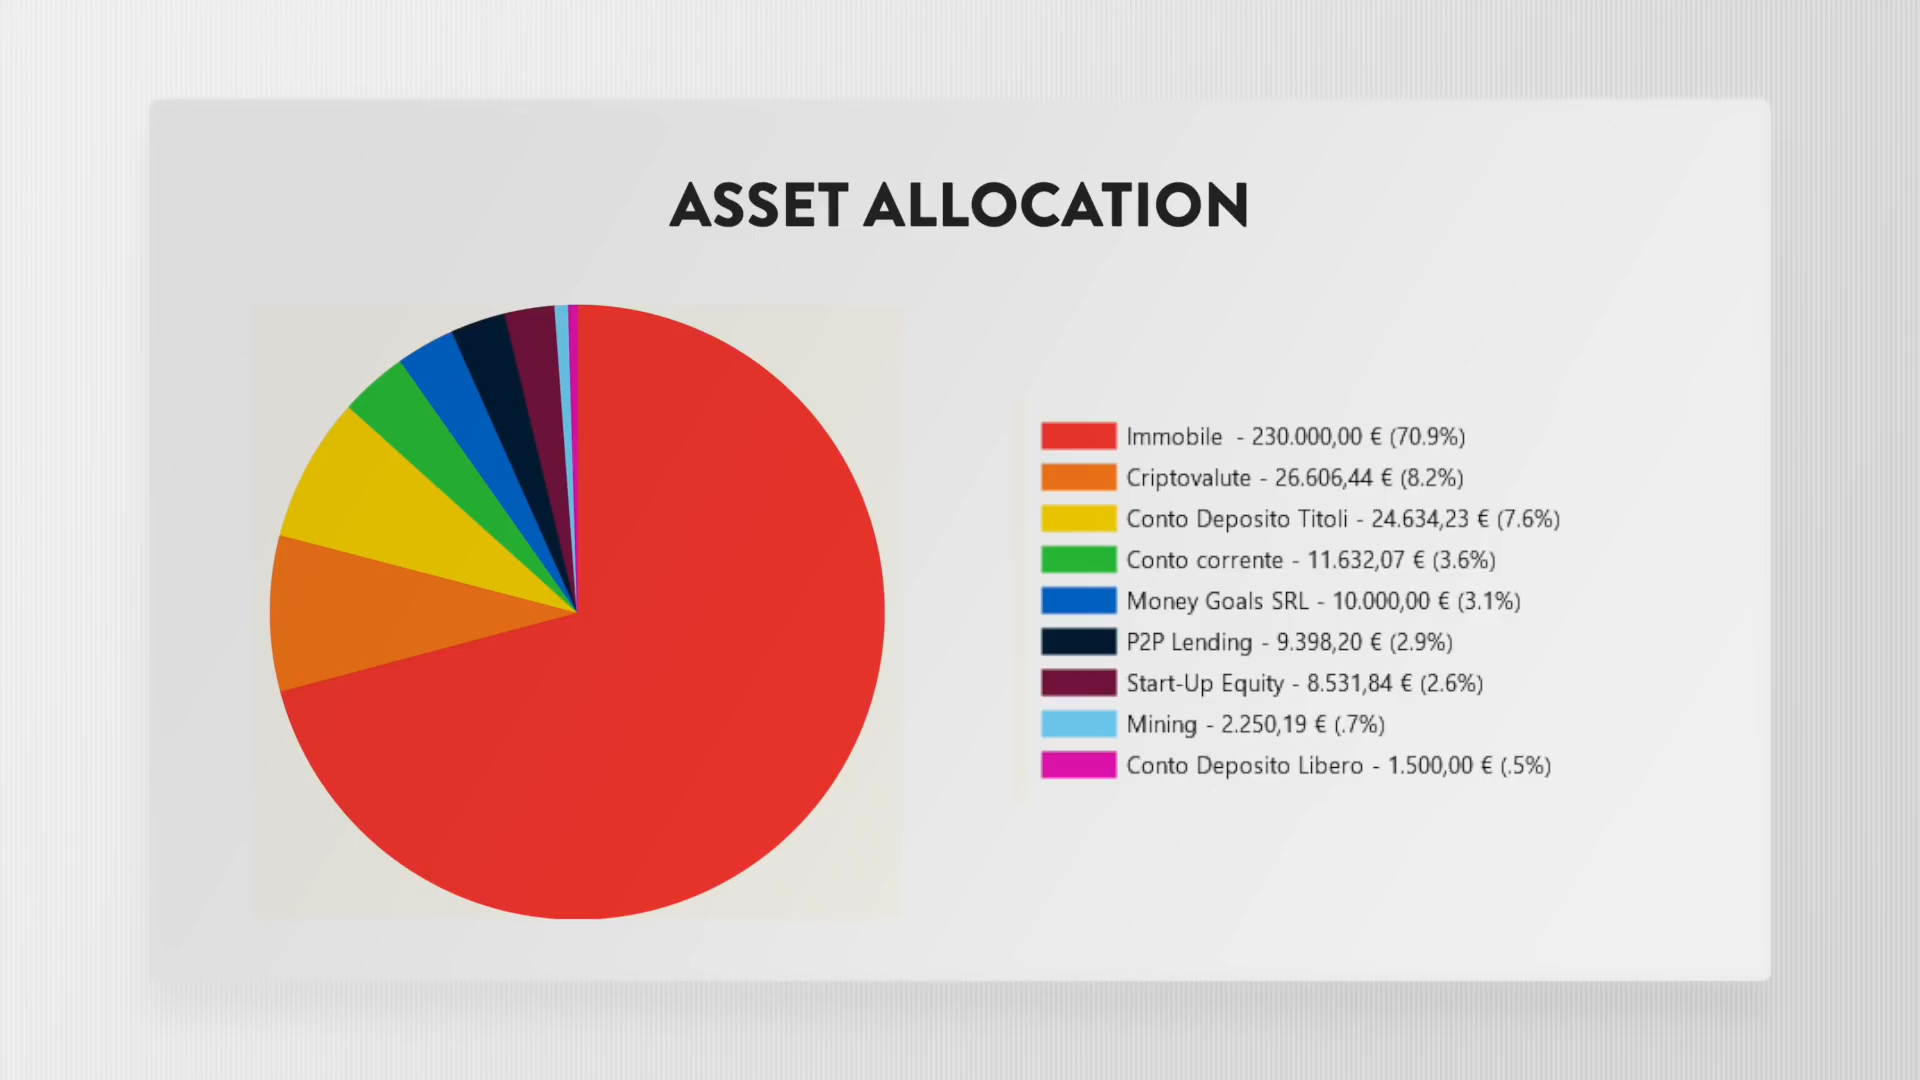 ASSET ALLOCATION
Immobile - 230.000,00 € (70.9%)
Criptovalute - 26.606,44 € (8.2%)
Conto Deposito Titoli - 24.634,23 € (7.6%)
Conto corrente - 11.632,07 € (3.6%)
Money Goals SRL - 10.000,00 € (3.1%)
P2P Lending - 9.398,20 € (2.9%)
Start-Up Equity - 8.531,84 € (2.6%)
Mining - 2.250,19 € (.7%)
Conto Deposito Libero - 1.500,00 € (.5%)